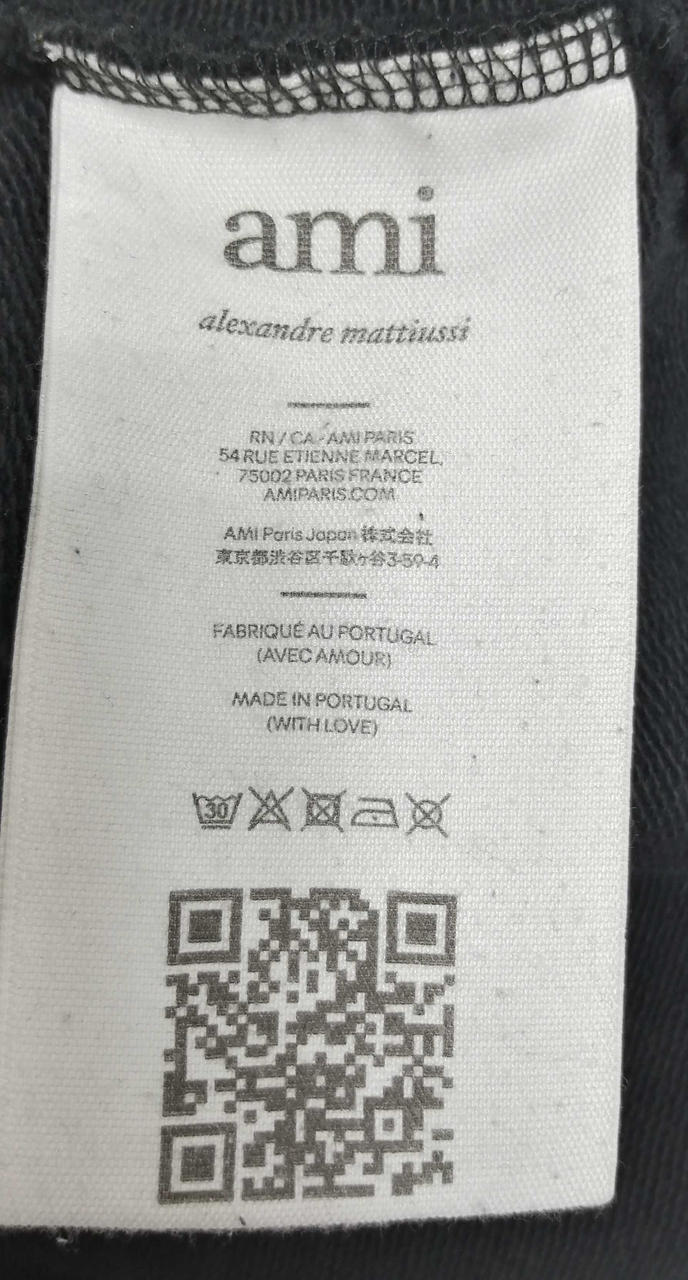 ami
alexandre mattiussi
RN / CA - AMI PARIS
54 RUE ETIENNE MARCEL,
75002 PARIS FRANCE
AMIPARIS.COM
AMI Paris Japan 株式会社
東京都渋谷区千駄ヶ谷3-59-4
FABRIQUÉ AU PORTUGAL
(AVEC AMOUR)
MADE IN PORTUGAL
(WITH LOVE)
30